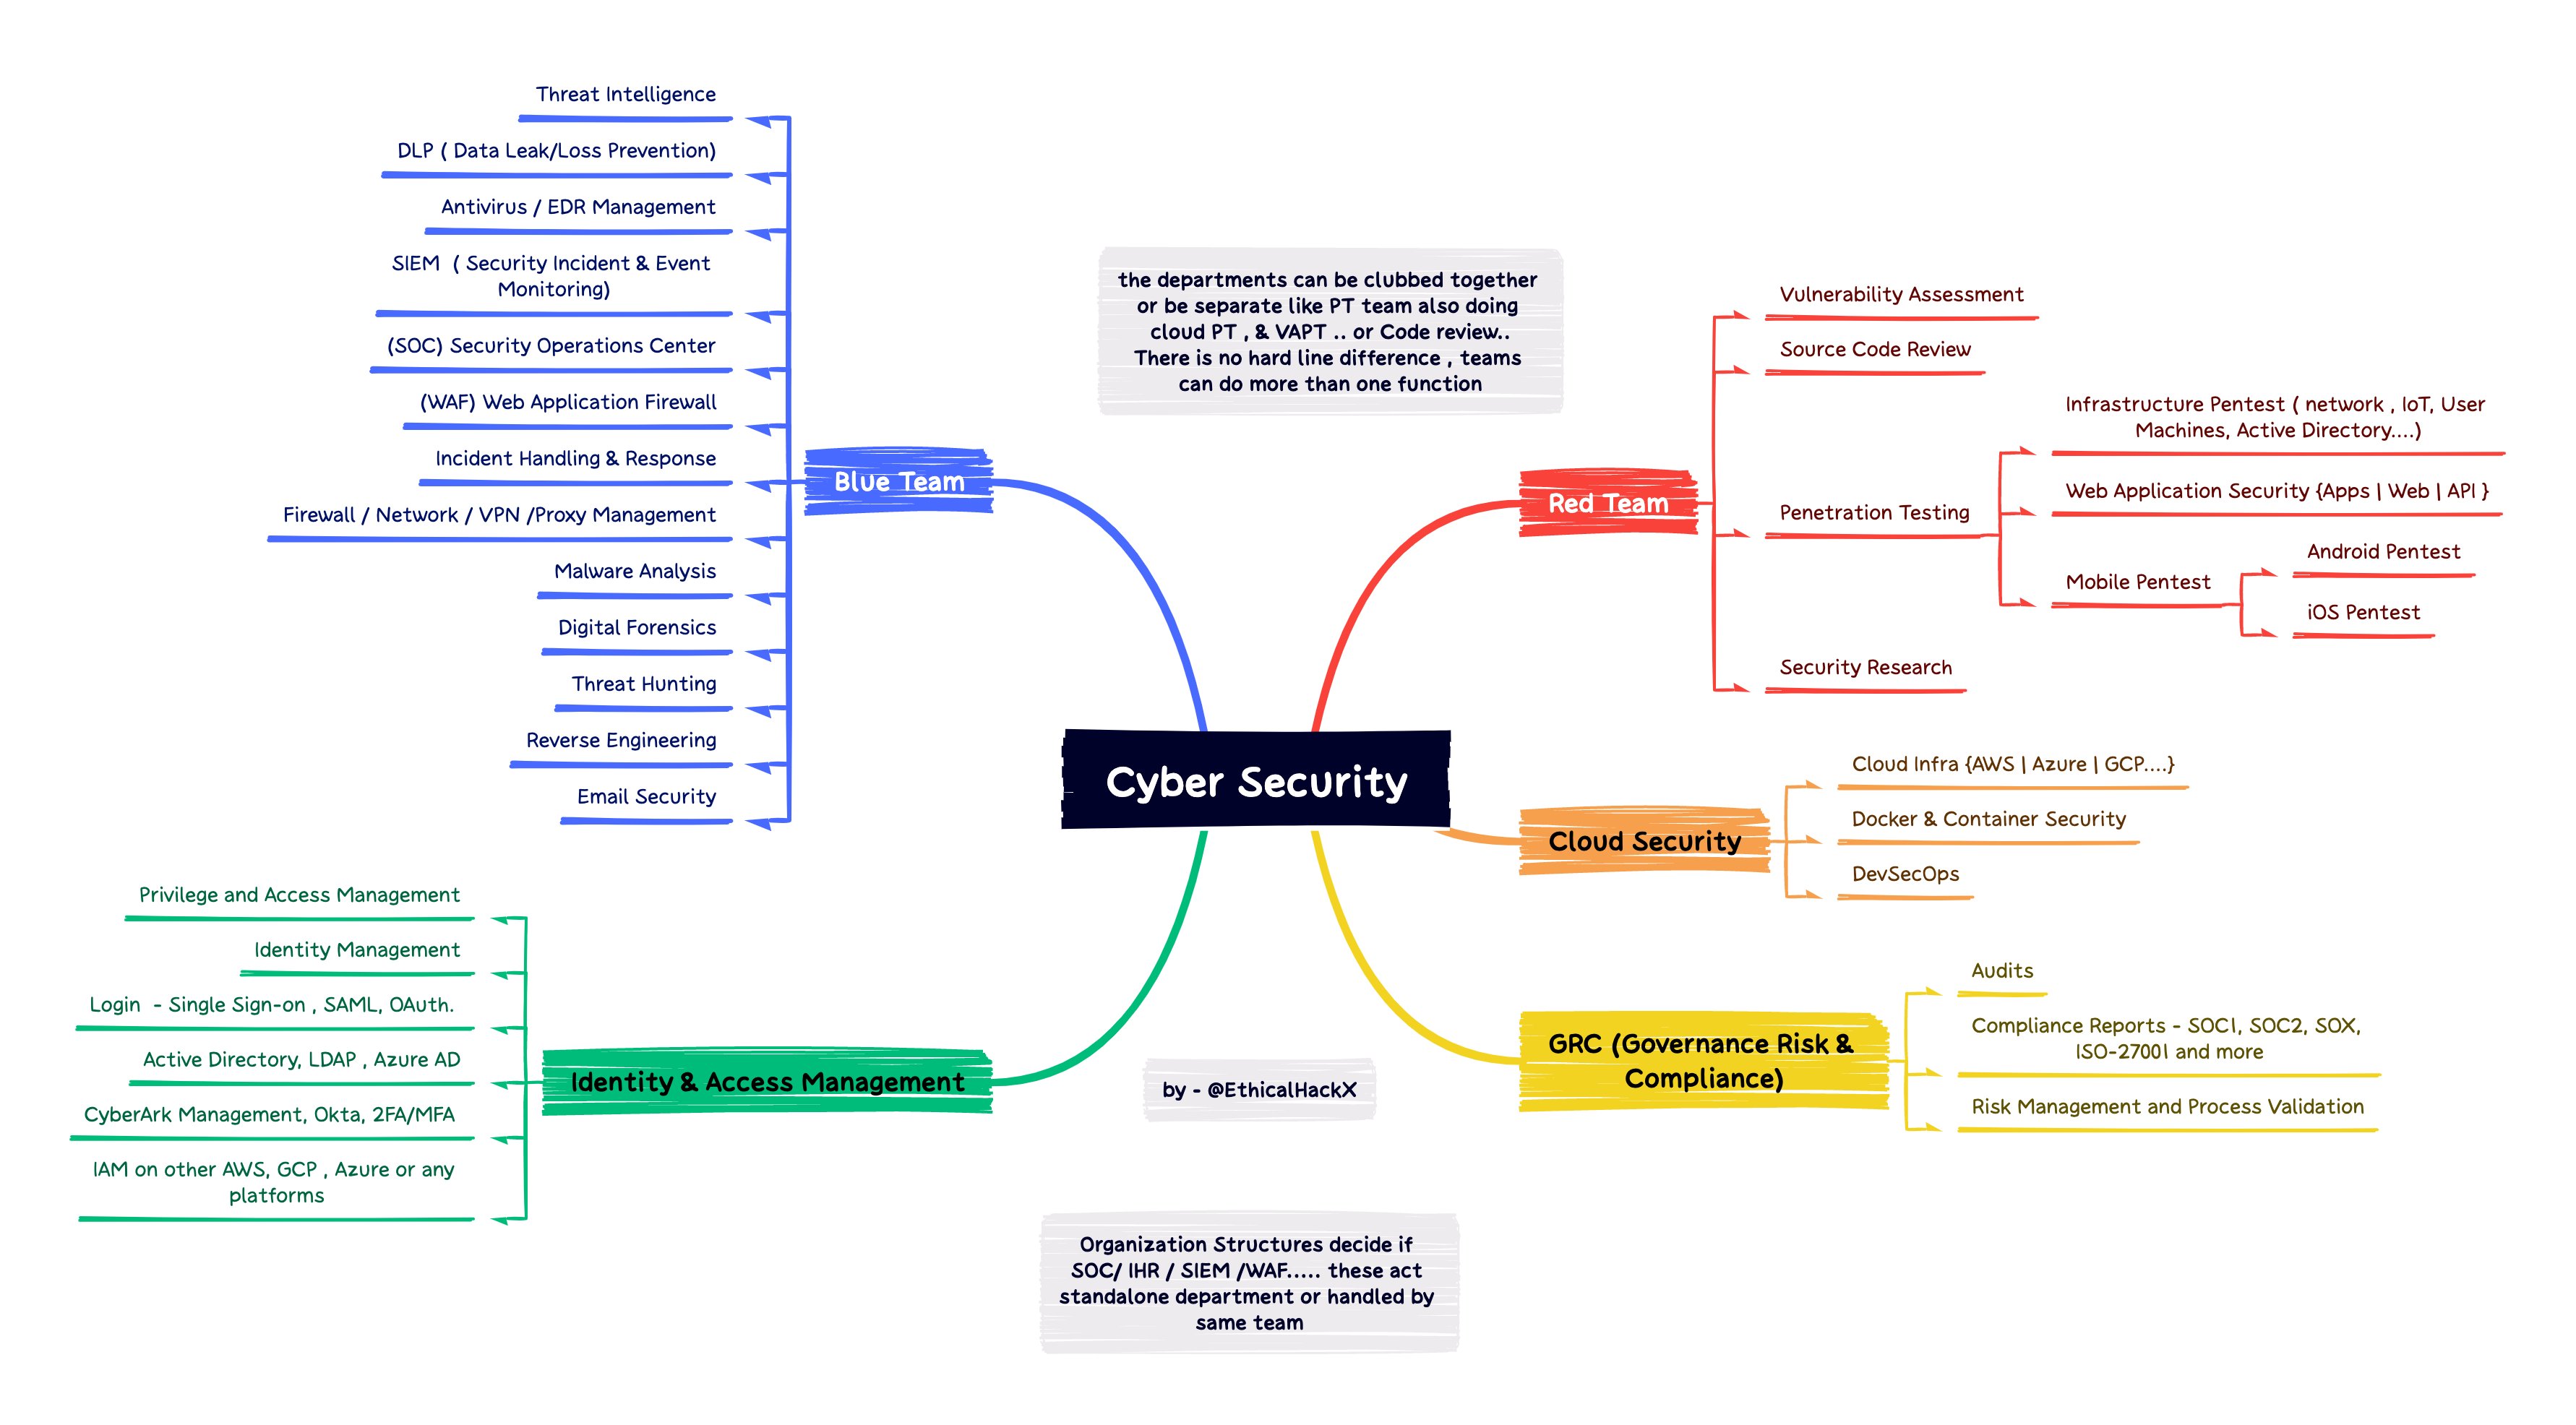 Threat Intelligence
DLP ( Data Leak/Loss Prevention)
Antivirus / EDR Management
SIEM  ( Security Incident & Event
Monitoring)
(SOC) Security Operations Center
(WAF) Web Application Firewall
Incident Handling & Response
Firewall / Network / VPN /Proxy Management
Malware Analysis
Digital Forensics
Threat Hunting
Reverse Engineering
Email Security
Blue Team
the departments can be clubbed together
or be separate like PT team also doing
cloud PT , & VAPT .. or Code review..
There is no hard line difference , teams
can do more than one function
Red Team
Vulnerability Assessment
Source Code Review
Penetration Testing
Infrastructure Pentest ( network , IoT, User
Machines, Active Directory....)
Web Application Security {Apps | Web | API }
Mobile Pentest
Android Pentest
iOS Pentest
Security Research
Cyber Security
Cloud Security
Cloud Infra {AWS | Azure | GCP....}
Docker & Container Security
DevSecOps
Privilege and Access Management
Identity Management
Login  - Single Sign-on , SAML, OAuth.
Active Directory, LDAP , Azure AD
CyberArk Management, Okta, 2FA/MFA
IAM on other AWS, GCP , Azure or any
platforms
Identity & Access Management
by - @EthicalHackX
GRC (Governance Risk &
Compliance)
Audits
Compliance Reports - SOC1, SOC2, SOX,
ISO-27001 and more
Risk Management and Process Validation
Organization Structures decide if
SOC/ IHR / SIEM /WAF..... these act
standalone department or handled by
same team